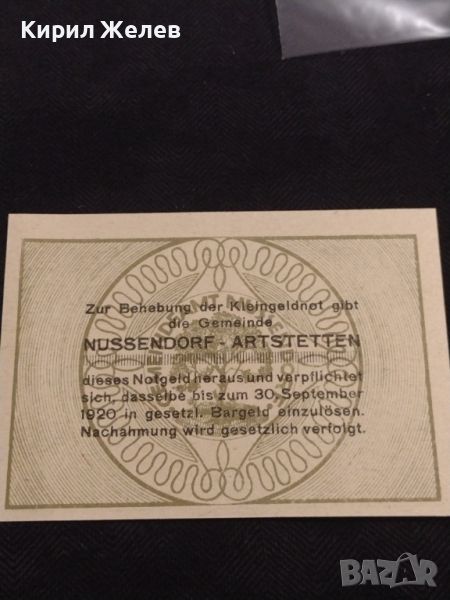 Кирил Желев
Zur Behebung der Kleingeldnot gibt
die Gemeinde
NUSSENDORF - ARTSTETTEN
dieses Notgeld heraus und verpflichtet
sich, dasselbe bis zum 30. September
1920 in gesetzl. Bargeld einzulösen.
Nachahmung wird gesetzlich verfolgt.
BAZAR